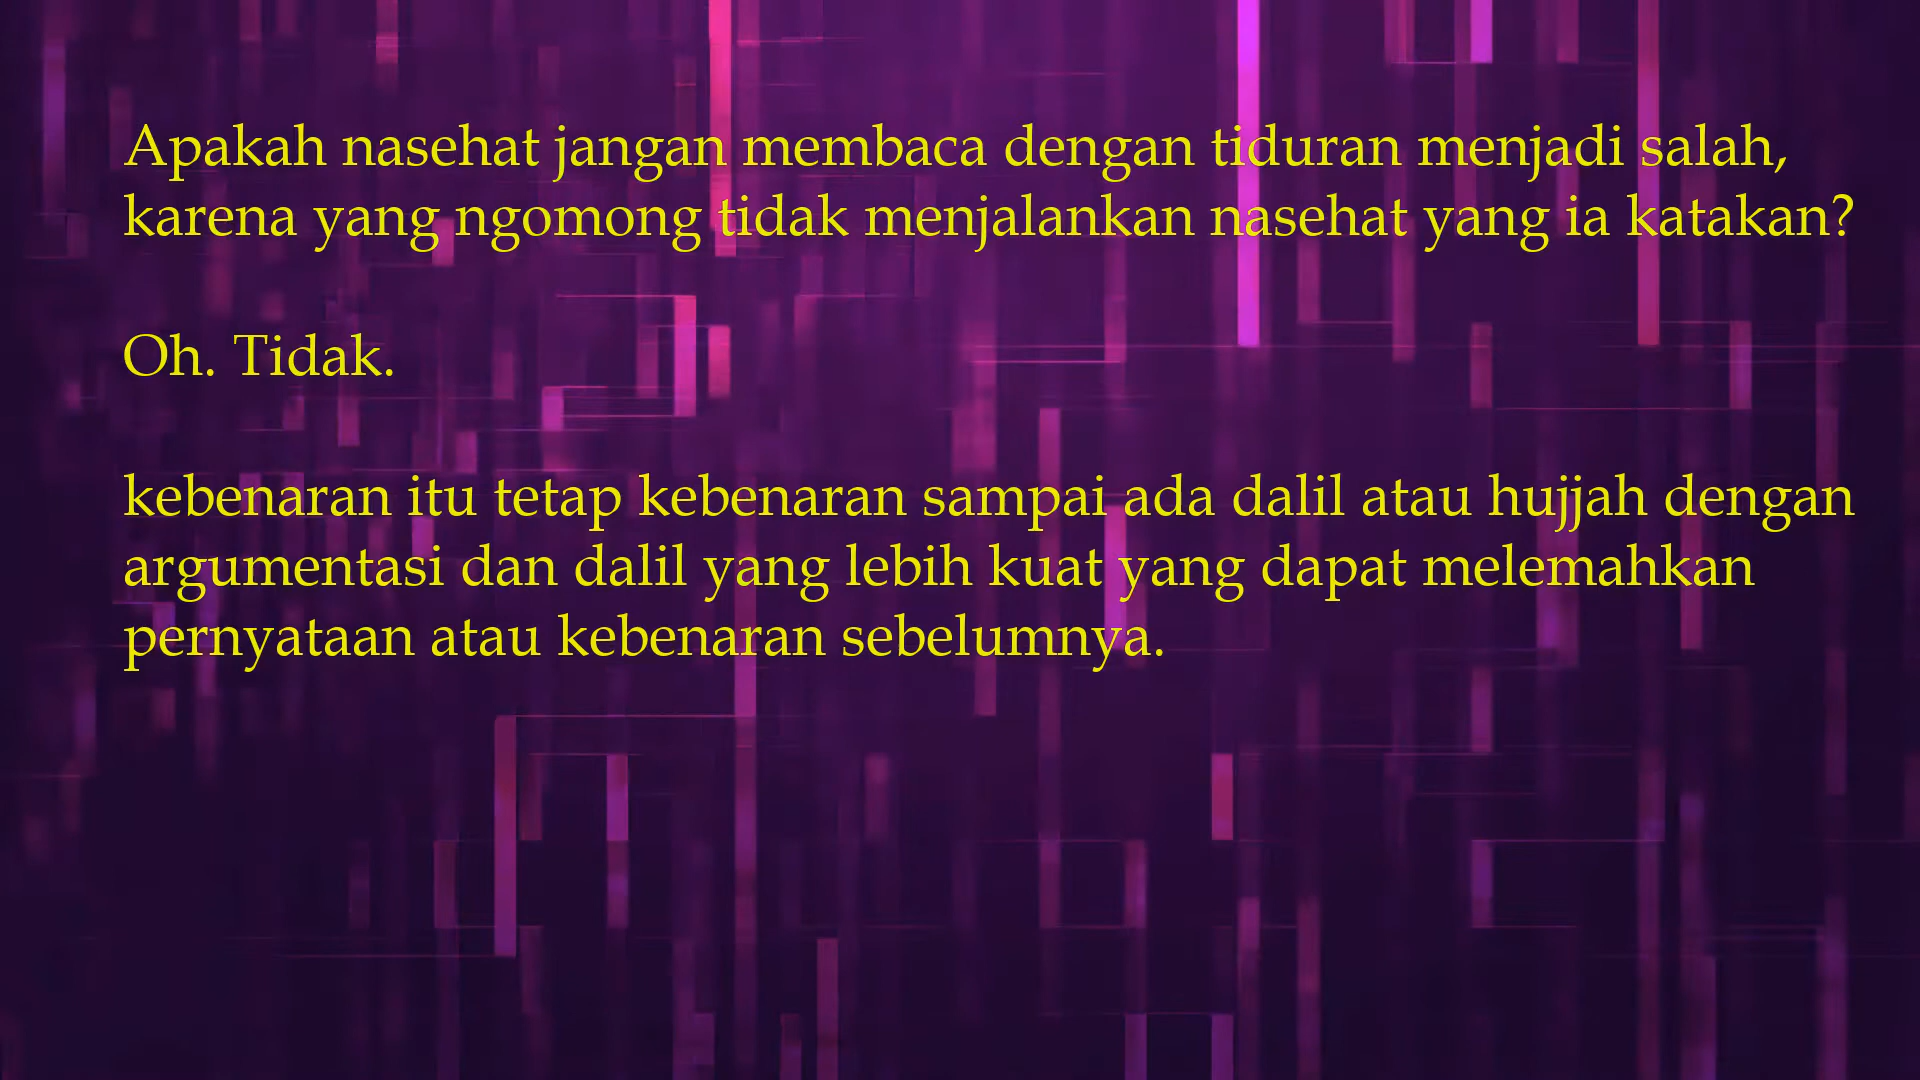 Apakah nasehat jangan membaca dengan tiduran menjadi salah,
karena yang ngomong tidak menjalankan nasehat yang ia katakan?
Oh. Tidak.
kebenaran itu tetap kebenaran sampai ada dalil atau hujjah dengan
argumentasi dan dalil yang lebih kuat yang dapat melemahkan
pernyataan atau kebenaran sebelumnya.